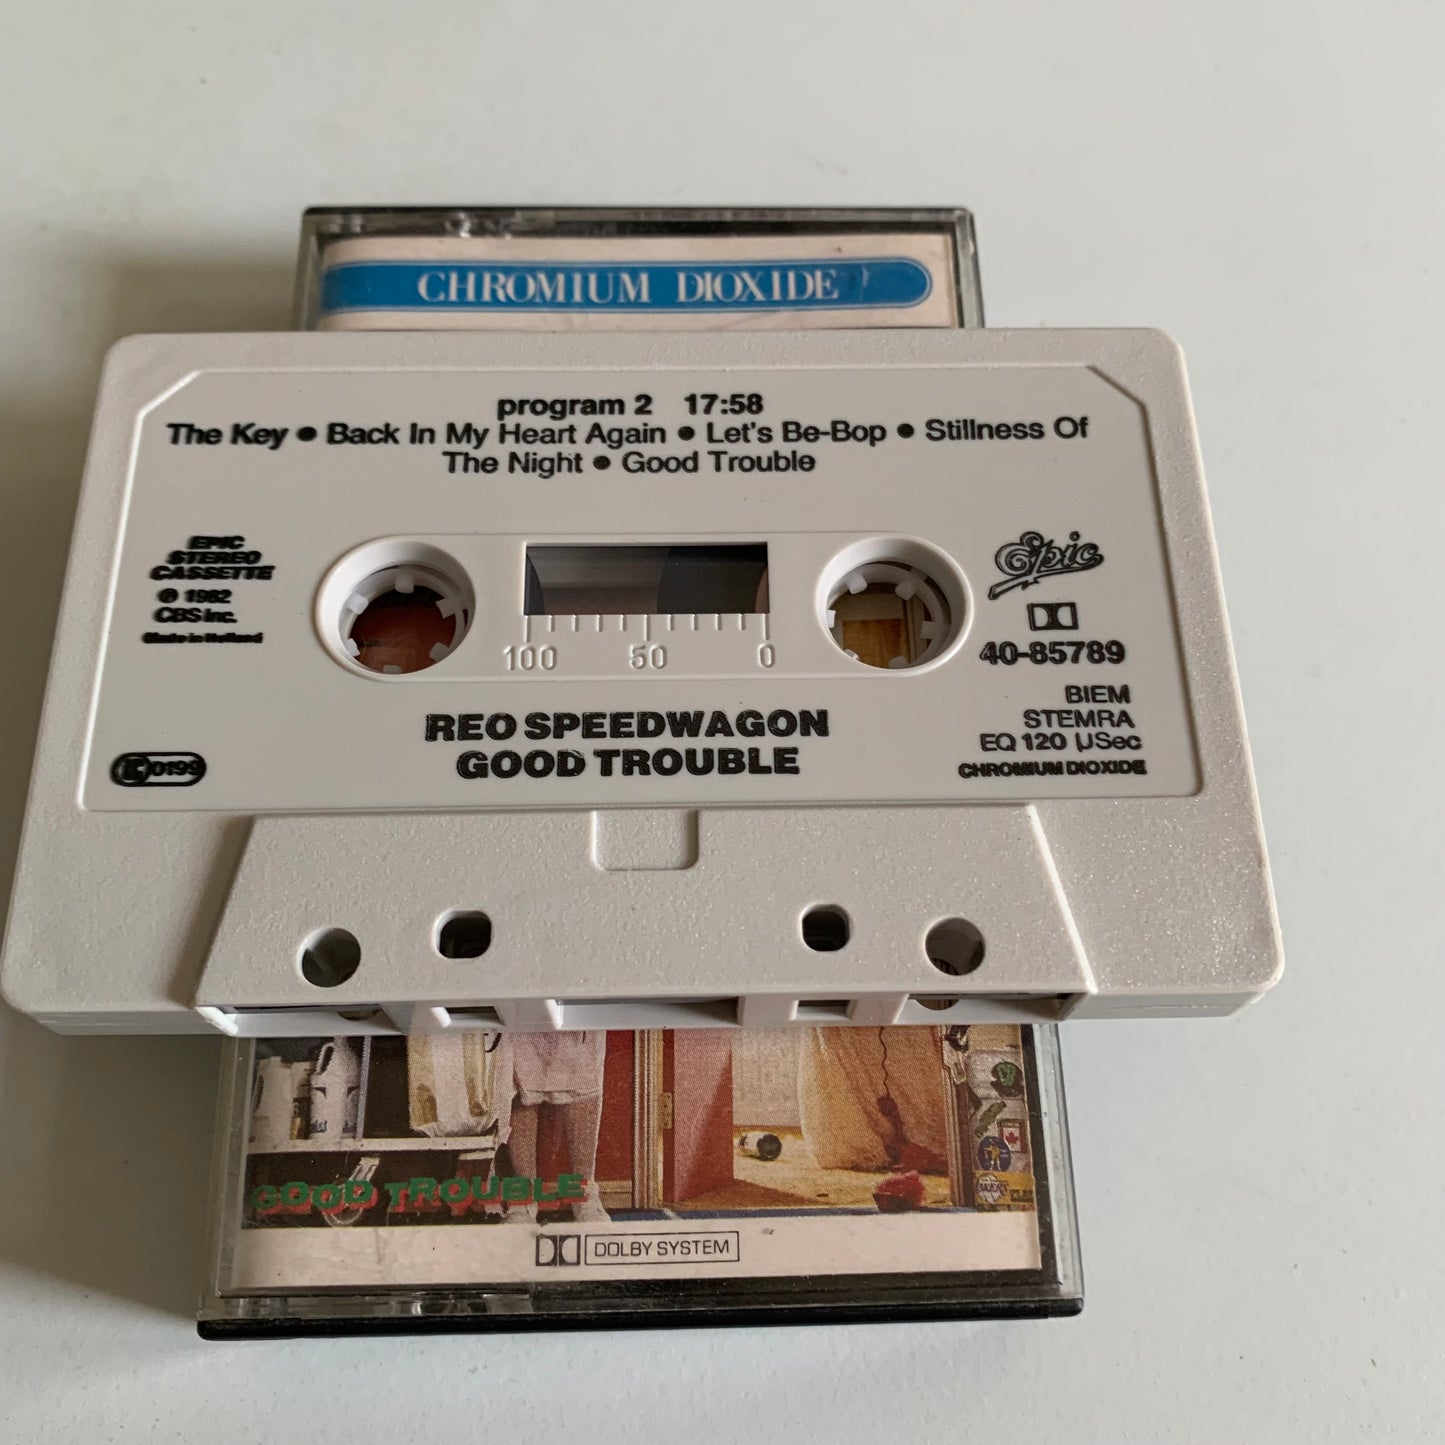 CHROMIUM DIOXIDE
program 2 17:58
The Key • Back In My Heart Again • Let's Be-Bop • Stillness Of
The Night • Good Trouble
EPIC
STEREO
CASSETTE
℗ 1982
CBS Inc.
Made in Holland
Epic
40-85789
100 50 0
REO SPEEDWAGON
GOOD TROUBLE
BIEM
STEMRA
EQ 120 µSec
CHROMIUM DIOXIDE
0199
GOOD TROUBLE
DOLBY SYSTEM